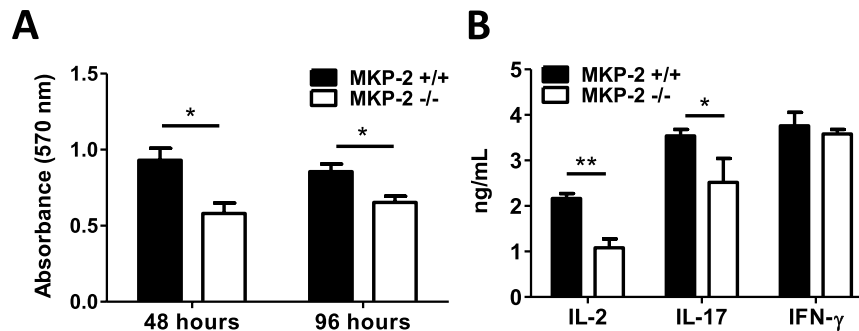 A
Absorbance (570 nm)
1.5
1.0
0.5
0.0
MKP-2 +/+
MKP-2 -/-
*
*
48 hours
96 hours
B
ng/mL
5
4
3
2
1
0
MKP-2 +/+
MKP-2 -/-
**
*
IL-2
IL-17
IFN-γ